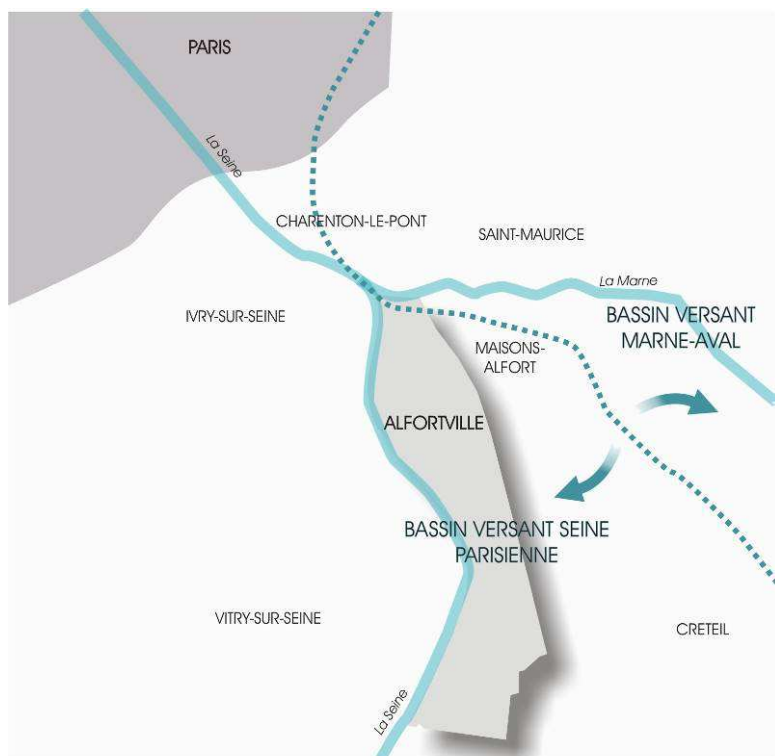 PARIS
La Seine
CHARENTON-LE-PONT
SAINT-MAURICE
La Marne
IVRY-SUR-SEINE
BASSIN VERSANT
MARNE-AVAL
MAISONS-
ALFORT
ALFORTVILLE
BASSIN VERSANT SEINE
PARISIENNE
VITRY-SUR-SEINE
CRETEIL
La Seine